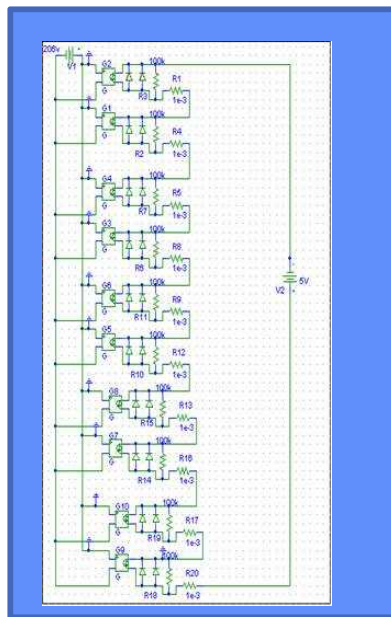 206v
V1
G2
100k
R1
G
R3
1e-3
G1
100k
R4
G
R2
1e-3
G4
100k
R5
G
R7
1e-3
G3
100k
R8
G
R6
1e-3
V2
5V
G6
100k
R9
G
R11
1e-3
G5
100k
R12
G
R10
1e-3
G8
100k
R13
G
R15
1e-3
G7
100k
R16
G
R14
1e-3
G10
100k
R17
G
R19
1e-3
G9
100k
R20
G
R18
1e-3